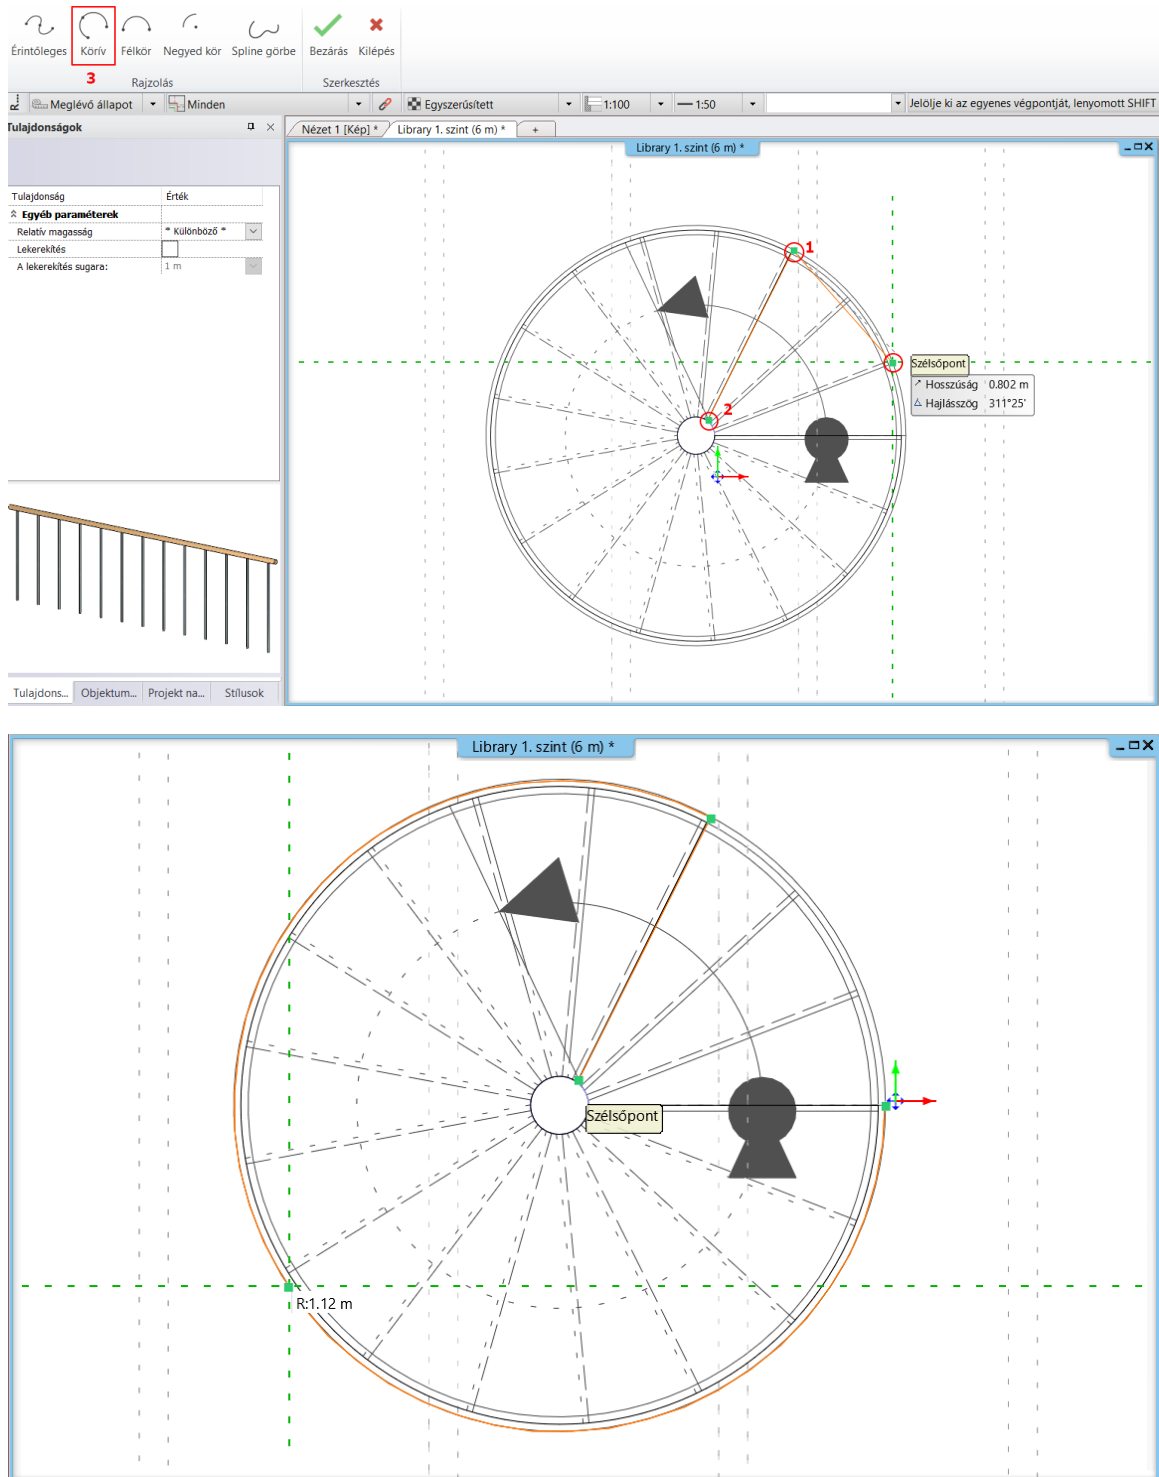 Érintőleges Körív Félkör Negyed kör Spline görbe Bezárás Kilépés
3 Rajzolás Szerkesztés
R... Meglévő állapot Minden Egyszerűsített 1:100 1:50 Jelölje ki az egyenes végpontját, lenyomott SHIFT
Tulajdonságok
Nézet 1 [Kép] * Library 1. szint (6 m) * +
Library 1. szint (6 m) *
Tulajdonság Érték
Egyéb paraméterek
Relatív magasság * Különböző *
Lekerekítés
A lekerekítés sugara: 1 m
1
Szélsőpont
Hosszúság 0.802 m
Hajlásszög 311°25'
2
Tulajdons... Objektum... Projekt na... Stílusok
Library 1. szint (6 m) *
Szélsőpont
R:1.12 m